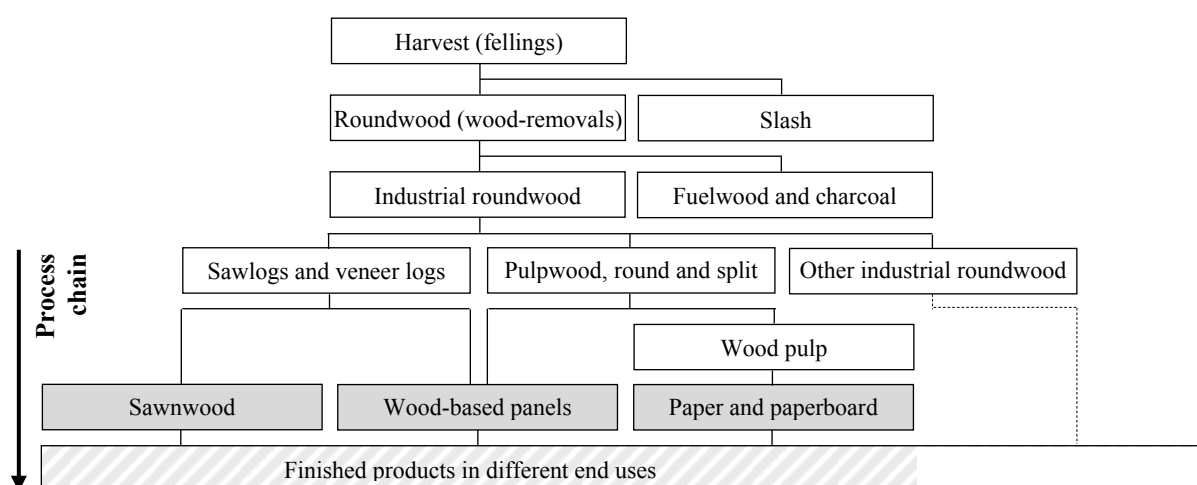 Harvest (fellings)
Roundwood (wood-removals)
Slash
Industrial roundwood
Fuelwood and charcoal
Process
chain
Sawlogs and veneer logs
Pulpwood, round and split
Other industrial roundwood
Wood pulp
Sawnwood
Wood-based panels
Paper and paperboard
Finished products in different end uses